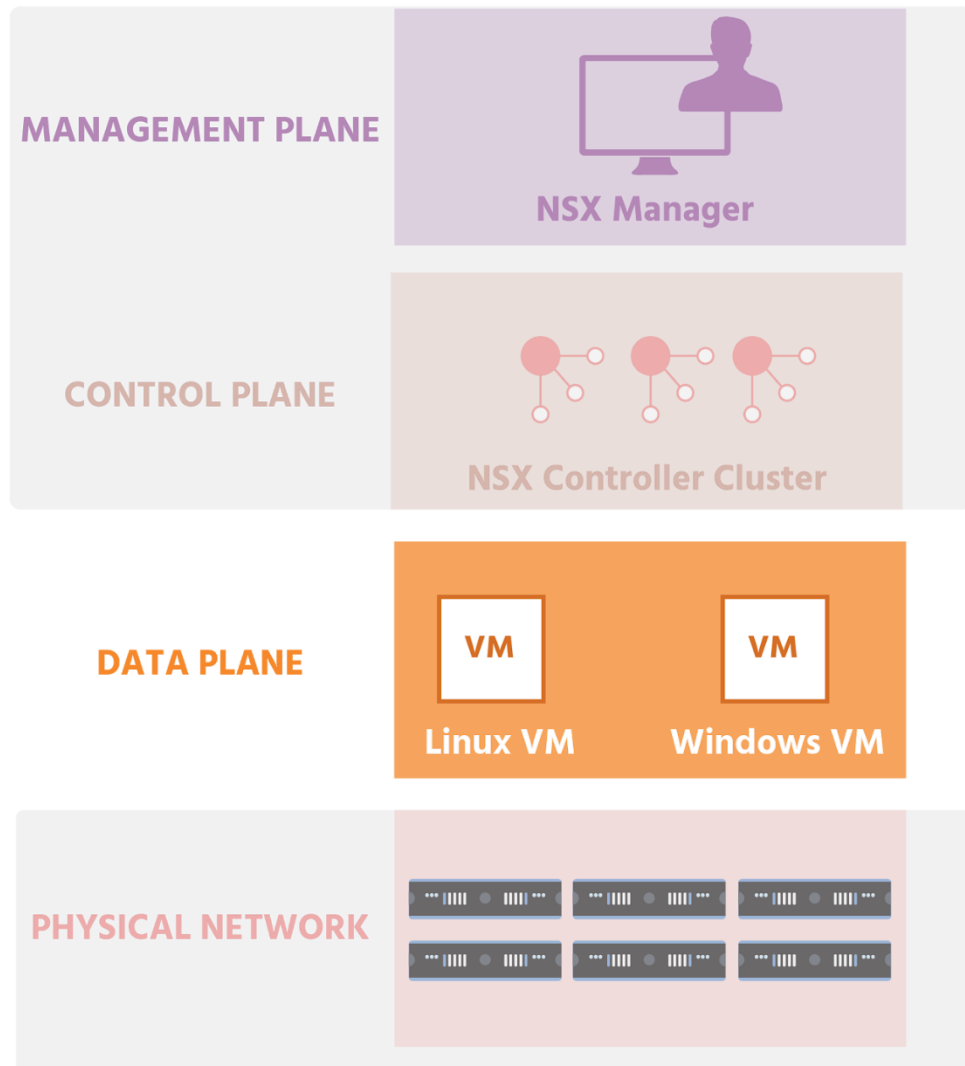 MANAGEMENT PLANE
NSX Manager
CONTROL PLANE
NSX Controller Cluster
VM
VM
DATA PLANE
Linux VM
Windows VM
PHYSICAL NETWORK